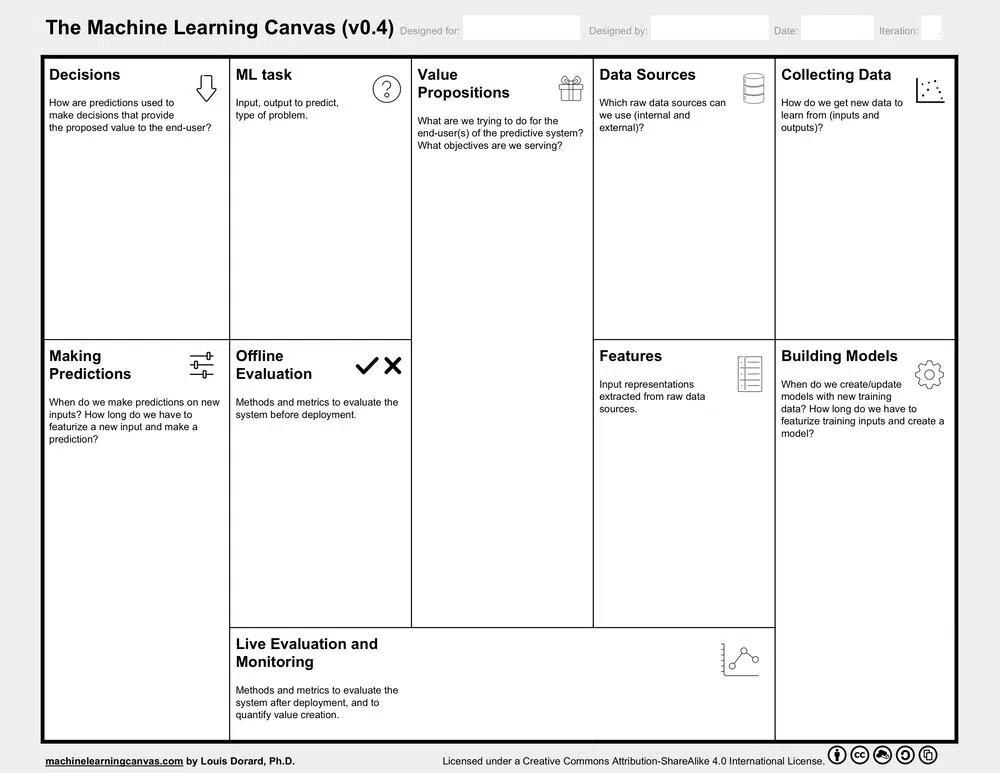 The Machine Learning Canvas (v0.4) Designed for: Designed by: Date: Iteration: .
Decisions
How are predictions used to
make decisions that provide
the proposed value to the end-user?
ML task
Input, output to predict,
type of problem.
Value
Propositions
What are we trying to do for the
end-user(s) of the predictive system?
What objectives are we serving?
Data Sources
Which raw data sources can
we use (internal and
external)?
Collecting Data
How do we get new data to
learn from (inputs and
outputs)?
Making
Predictions
When do we make predictions on new
inputs? How long do we have to
featurize a new input and make a
prediction?
Offline
Evaluation
Methods and metrics to evaluate the
system before deployment.
Features
Input representations
extracted from raw data
sources.
Building Models
When do we create/update
models with new training
data? How long do we have to
featurize training inputs and create a
model?
Live Evaluation and
Monitoring
Methods and metrics to evaluate the
system after deployment, and to
quantify value creation.
machinelearningcanvas.com by Louis Dorard, Ph.D.
Licensed under a Creative Commons Attribution-ShareAlike 4.0 International License.